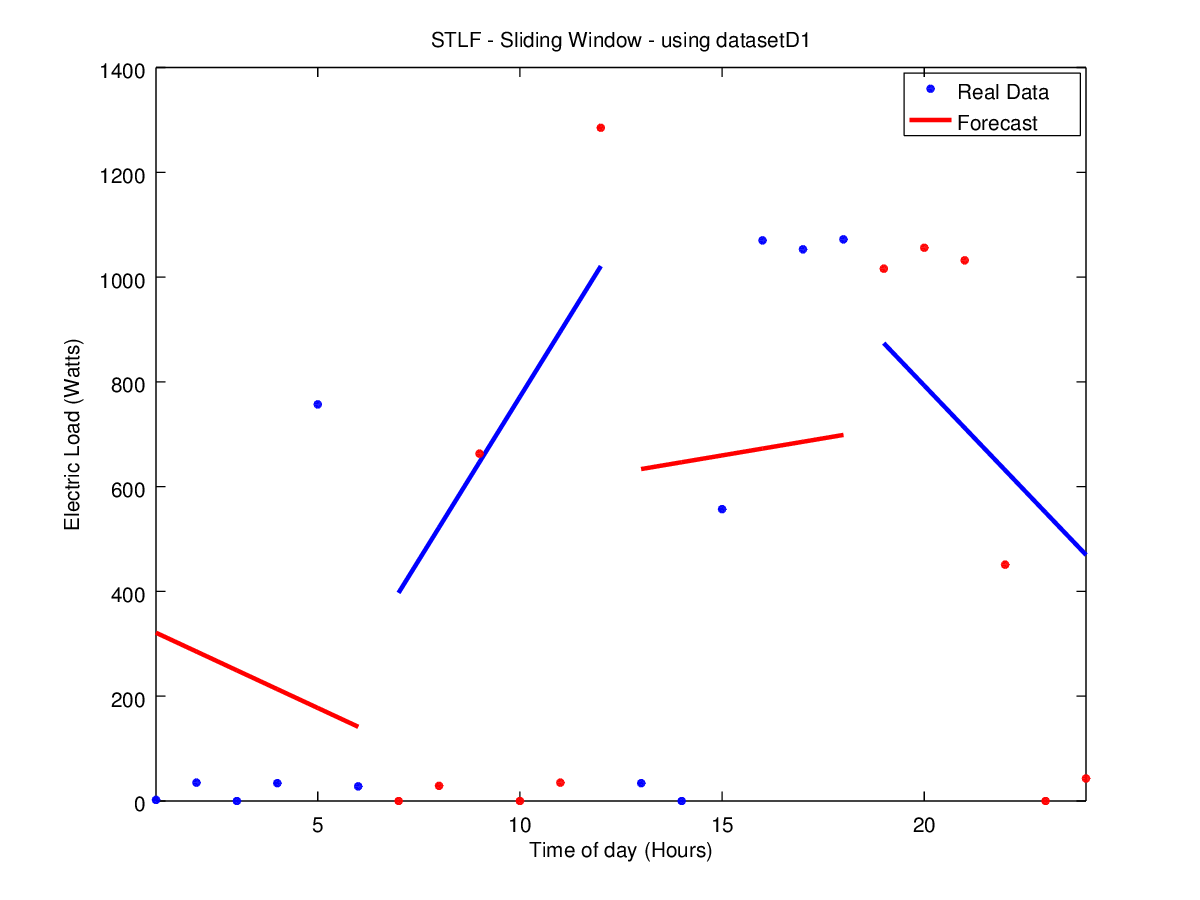 STLF - Sliding Window - using datasetD1
1400
1200
1000
800
600
400
200
0
Electric Load (Watts)
Real Data
Forecast
5
10
15
20
Time of day (Hours)